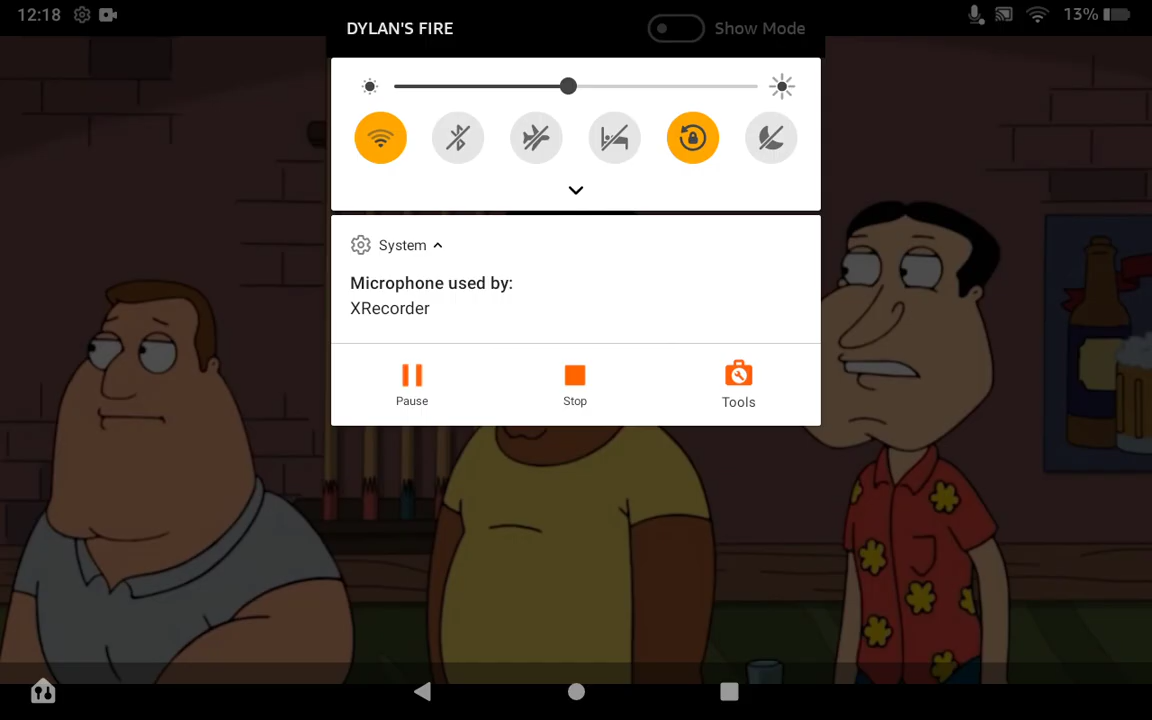 12:18
13%
DYLAN'S FIRE
Show Mode
System
Microphone used by:
XRecorder
Pause
Stop
Tools